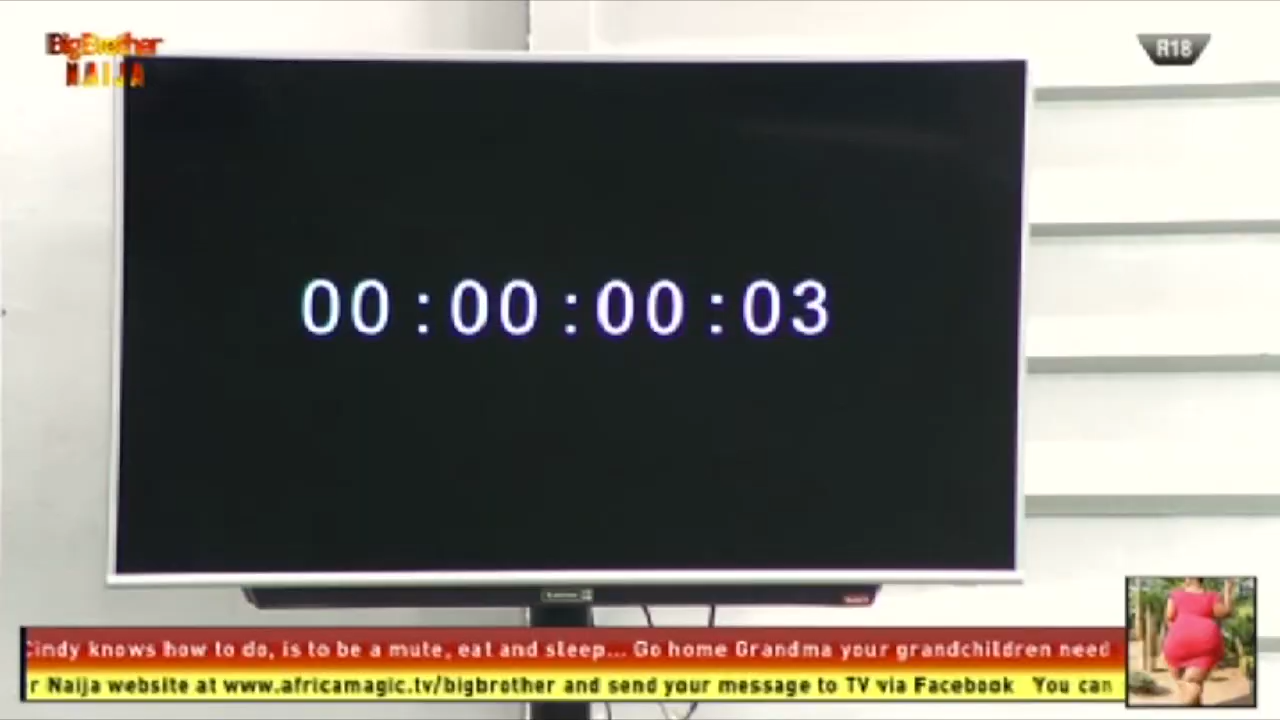 BigBrother
NAIJA
R18
00:00:00:03
Cindy knows how to do, is to be a mute, eat and sleep... Go home Grandma your grandchildren need
r Naija website at www.africamagic.tv/bigbrother and send your message to TV via Facebook You can